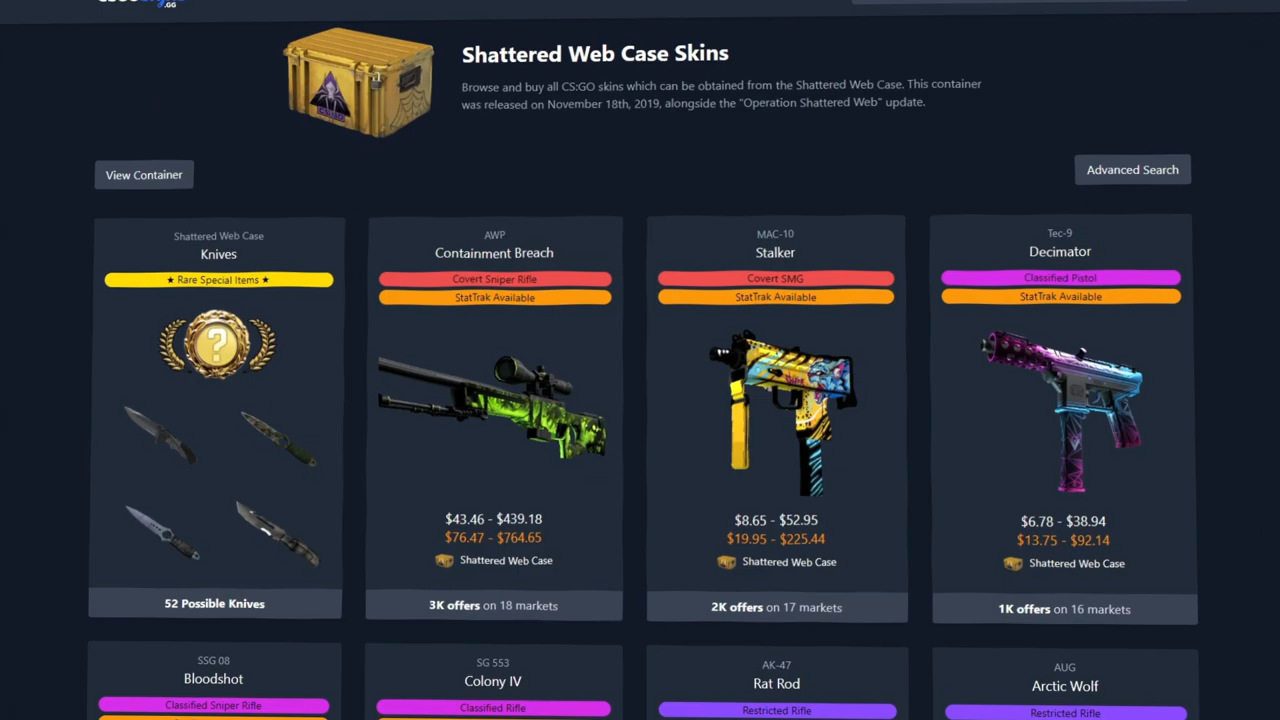 .GG
Shattered Web Case Skins
Browse and buy all CS:GO skins which can be obtained from the Shattered Web Case. This container
was released on November 18th, 2019, alongside the "Operation Shattered Web" update.
View Container
Advanced Search
Shattered Web Case
Knives
★ Rare Special Items ★
?
52 Possible Knives
AWP
Containment Breach
Covert Sniper Rifle
StatTrak Available
$43.46 - $439.18
$76.47 - $764.65
Shattered Web Case
3K offers on 18 markets
MAC-10
Stalker
Covert SMG
StatTrak Available
$8.65 - $52.95
$19.95 - $225.44
Shattered Web Case
2K offers on 17 markets
Tec-9
Decimator
Classified Pistol
StatTrak Available
$6.78 - $38.94
$13.75 - $92.14
Shattered Web Case
1K offers on 16 markets
SSG 08
Bloodshot
Classified Sniper Rifle
SG 553
Colony IV
Classified Rifle
AK-47
Rat Rod
Restricted Rifle
AUG
Arctic Wolf
Restricted Rifle